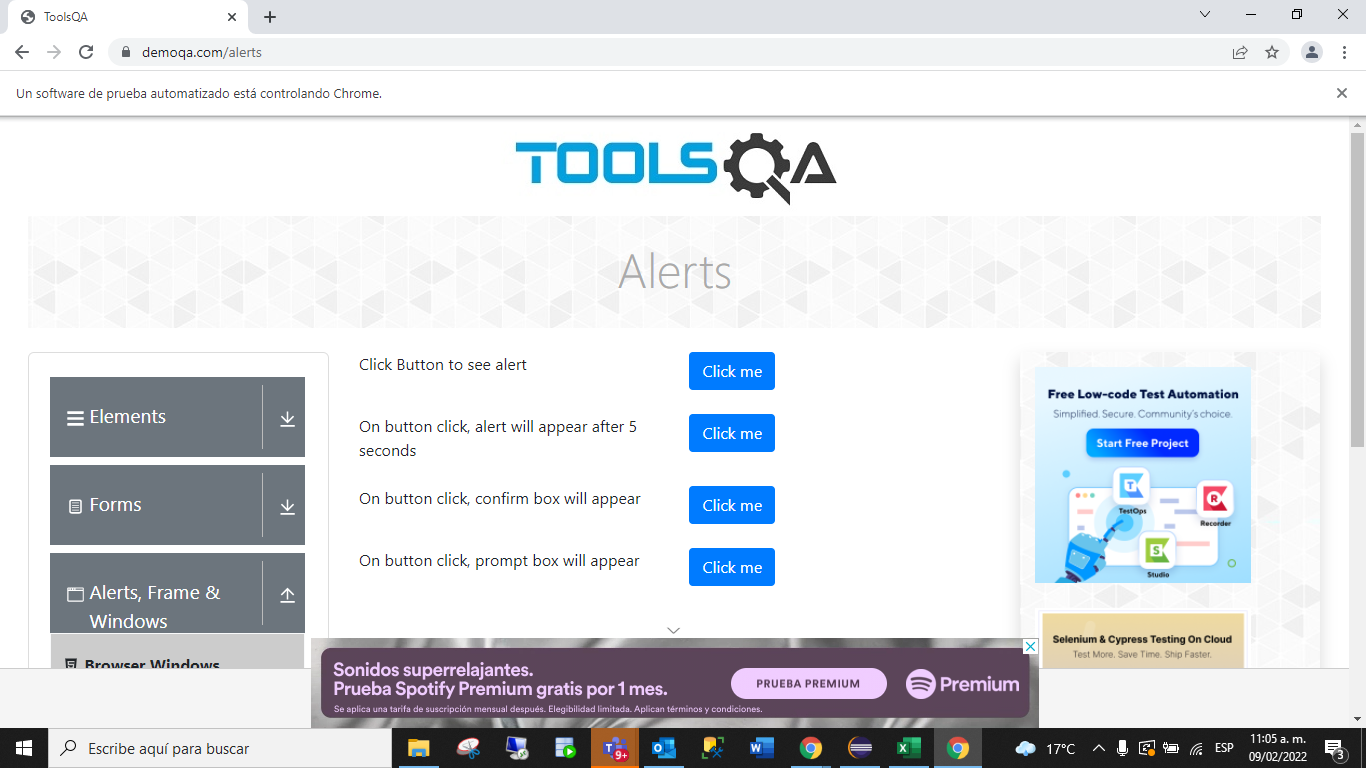 ToolsQA
demoqa.com/alerts
Un software de prueba automatizado está controlando Chrome.
TOOLSQA
Alerts
Elements
Forms
Alerts, Frame &
Windows
Browser Windows
Click Button to see alert
Click me
On button click, alert will appear after 5
seconds
Click me
On button click, confirm box will appear
Click me
On button click, prompt box will appear
Click me
Free Low-code Test Automation
Simplified. Secure. Community's choice.
Start Free Project
TestOps
Recorder
Studio
Selenium & Cypress Testing On Cloud
Test More. Save Time. Ship Faster.
Sonidos superrelajantes.
Prueba Spotify Premium gratis por 1 mes.
Se aplica una tarifa de suscripción mensual después. Elegibilidad limitada. Aplican términos y condiciones.
PRUEBA PREMIUM
Premium
Escribe aquí para buscar
9+
17°C
ESP
11:05 a. m.
09/02/2022
3